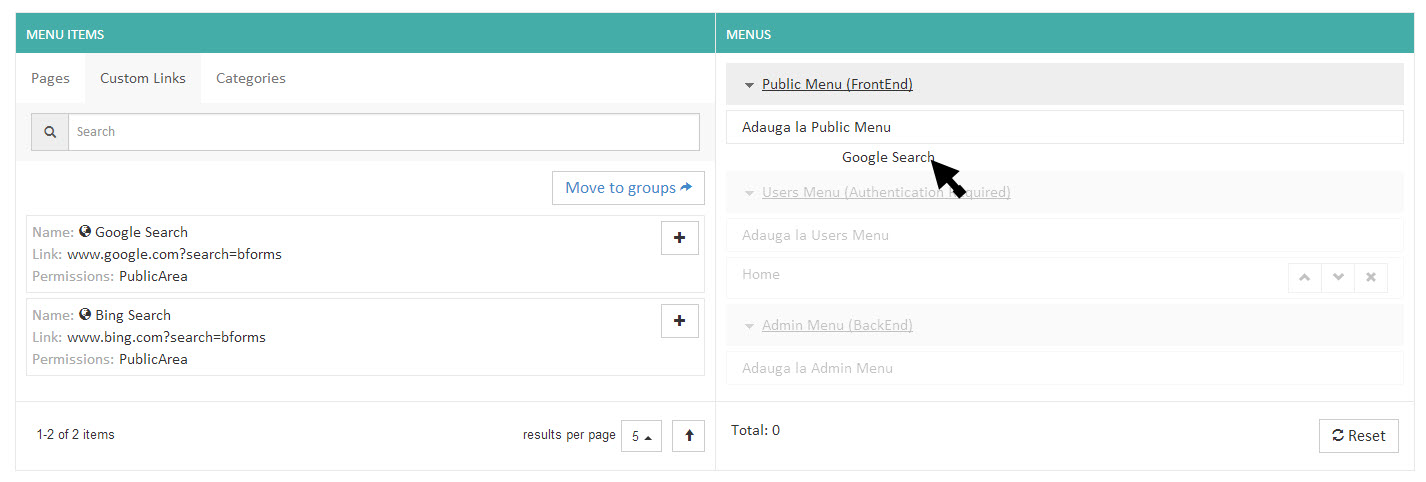 MENU ITEMS
Pages
Custom Links
Categories
Search
Move to groups
Name: Google Search
Link: www.google.com?search=bforms
Permissions: PublicArea
Name: Bing Search
Link: www.bing.com?search=bforms
Permissions: PublicArea
1-2 of 2 items
results per page
5
MENUS
Public Menu (FrontEnd)
Adauga la Public Menu
Google Search
Users Menu (Authentication Required)
Adauga la Users Menu
Home
Admin Menu (BackEnd)
Adauga la Admin Menu
Total: 0
Reset